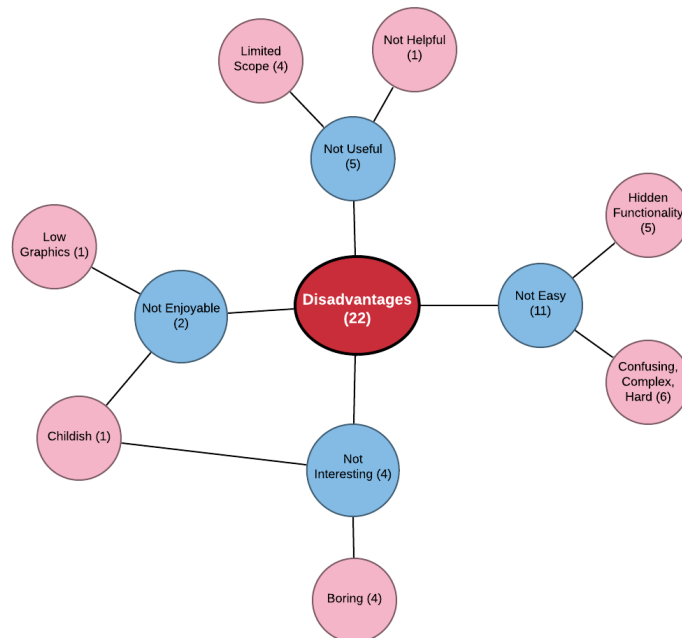 Limited
Scope (4)
Not Helpful
(1)
Not Useful
(5)
Hidden
Functionality
(5)
Low
Graphics (1)
Not Enjoyable
(2)
Disadvantages
(22)
Not Easy
(11)
Confusing,
Complex,
Hard (6)
Childish (1)
Not
Interesting (4)
Boring (4)